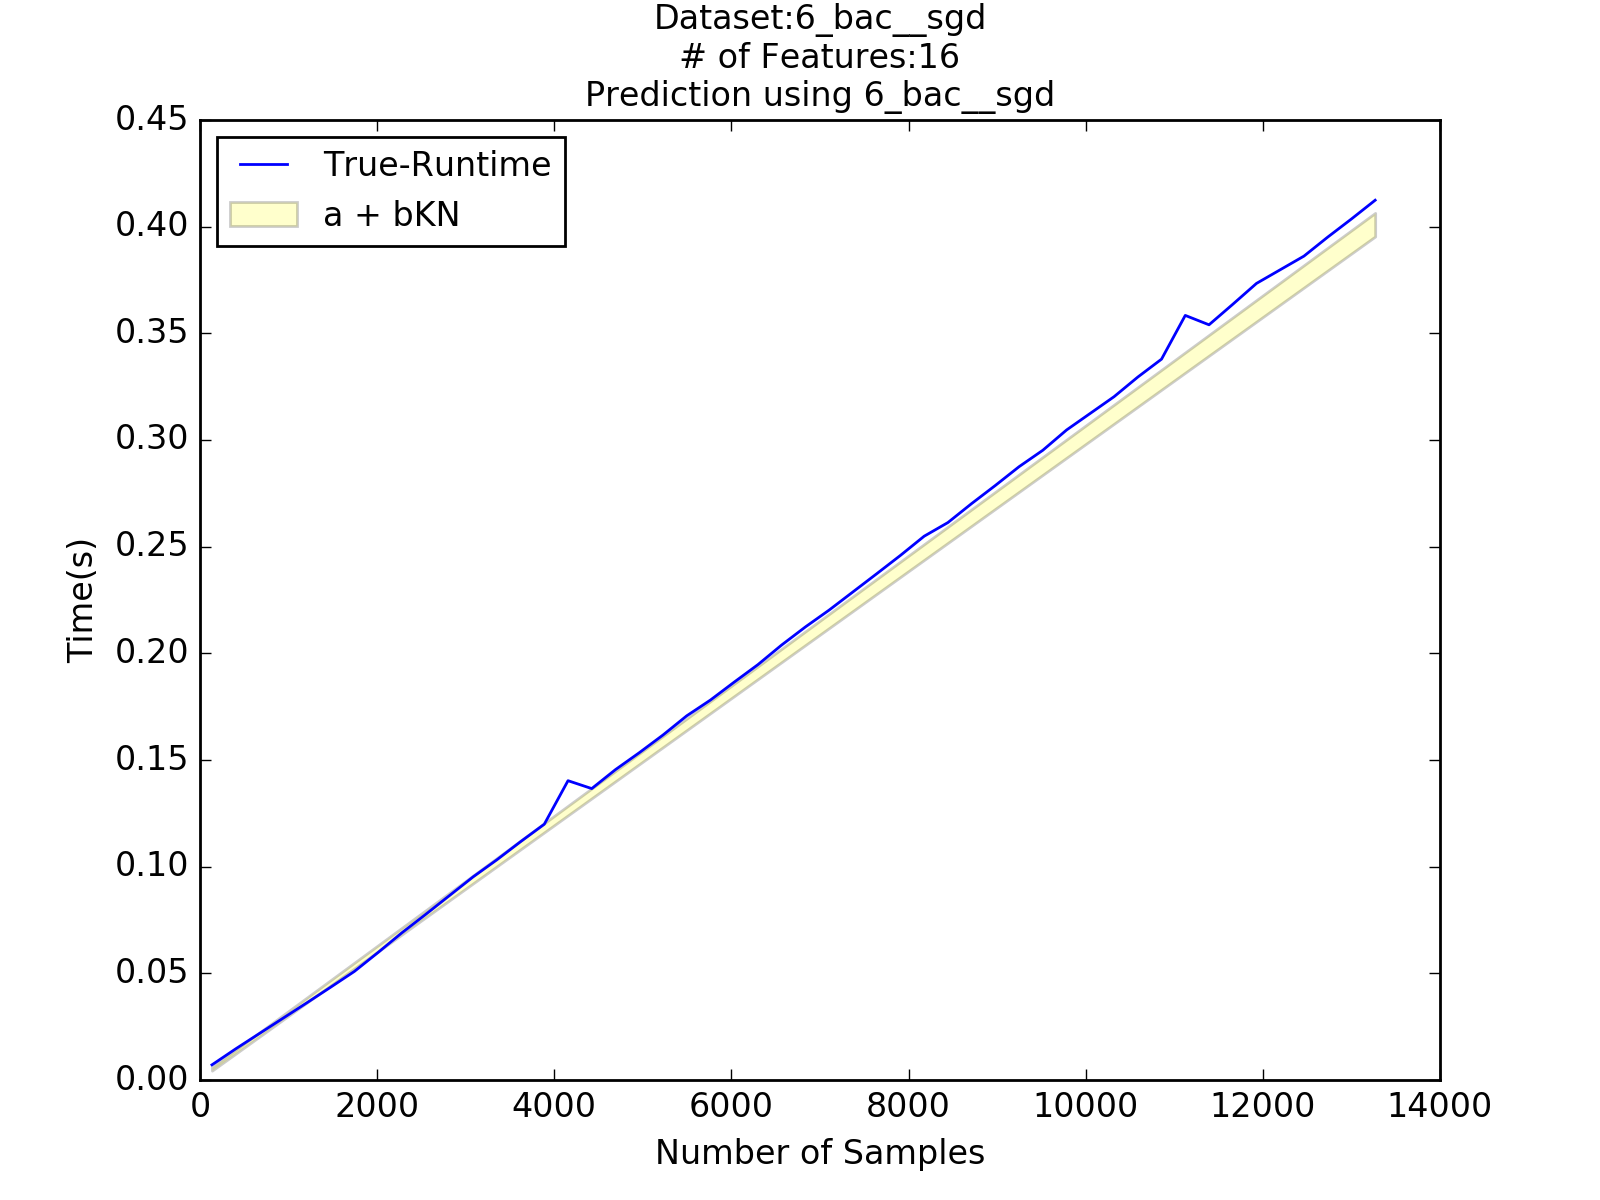 Dataset:6_bac__sgd
# of Features:16
Prediction using 6_bac__sgd
0.45
0.40
0.35
0.30
0.25
0.20
0.15
0.10
0.05
0.00
True-Runtime
a + bKN
Time(s)
0 2000 4000 6000 8000 10000 12000 14000
Number of Samples